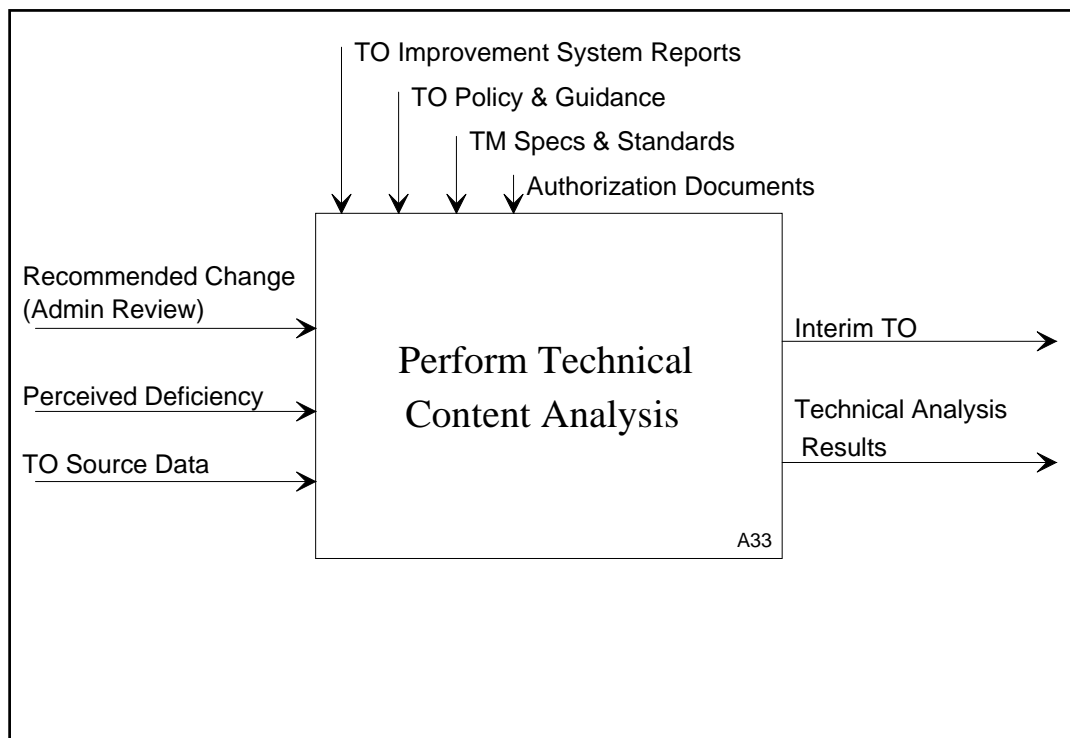 TO Improvement System Reports
TO Policy & Guidance
TM Specs & Standards
Authorization Documents
Recommended Change
(Admin Review)
Perceived Deficiency
TO Source Data
Perform Technical
Content Analysis
A33
Interim TO
Technical Analysis
Results